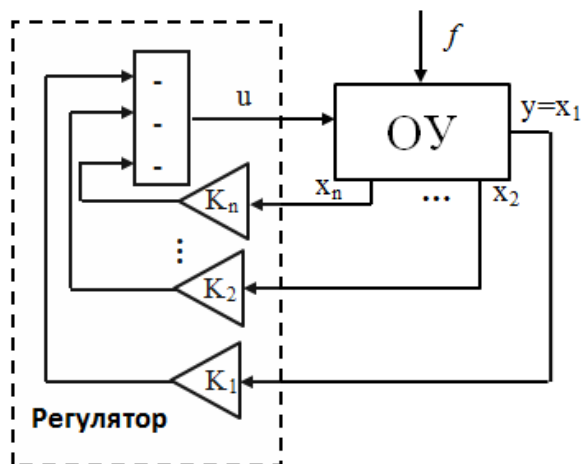 f
-
u
y=x₁
-
ОУ
-
xₙ
...
x₂
Kₙ
...
K₂
K₁
Регулятор